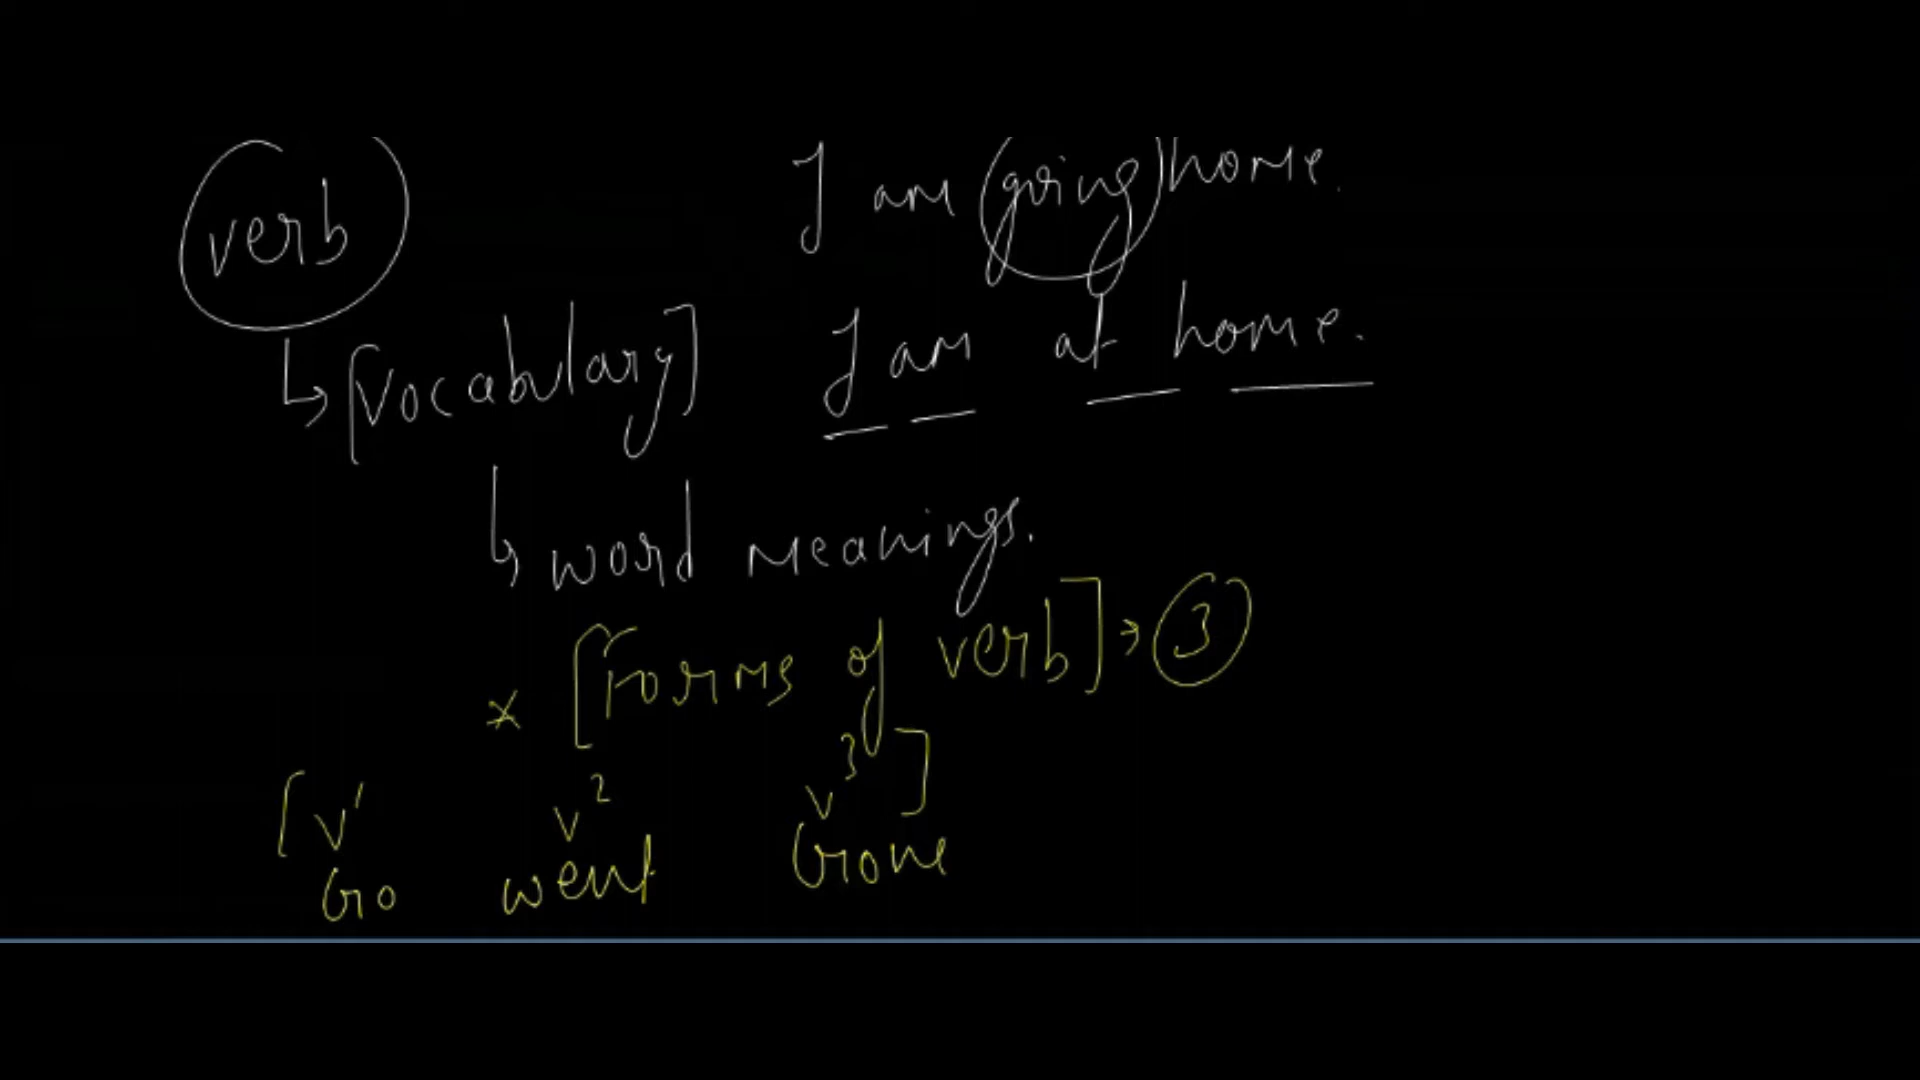 verb
I am (going) home.
↳ [vocabulary]
I am at home.
↳ word meanings.
* [Forms of verb] → 3
[V¹ V² V³]
Go went Gone